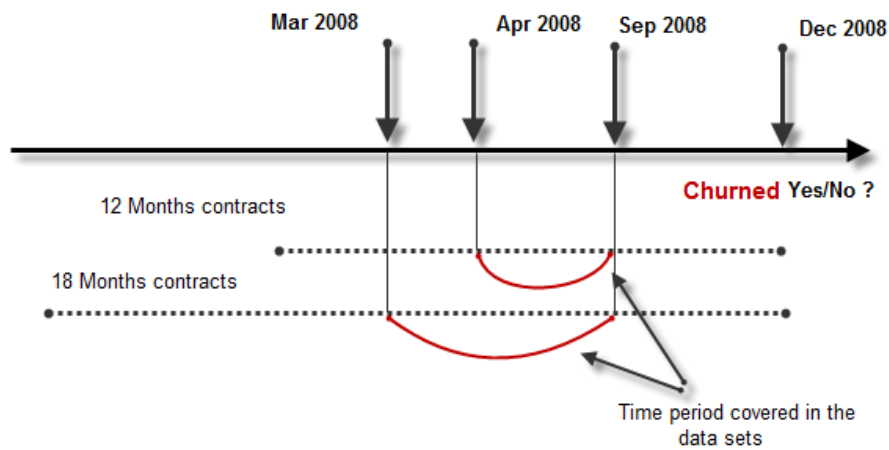 Mar 2008
Apr 2008
Sep 2008
Dec 2008
Churned Yes/No ?
12 Months contracts
18 Months contracts
Time period covered in the
data sets